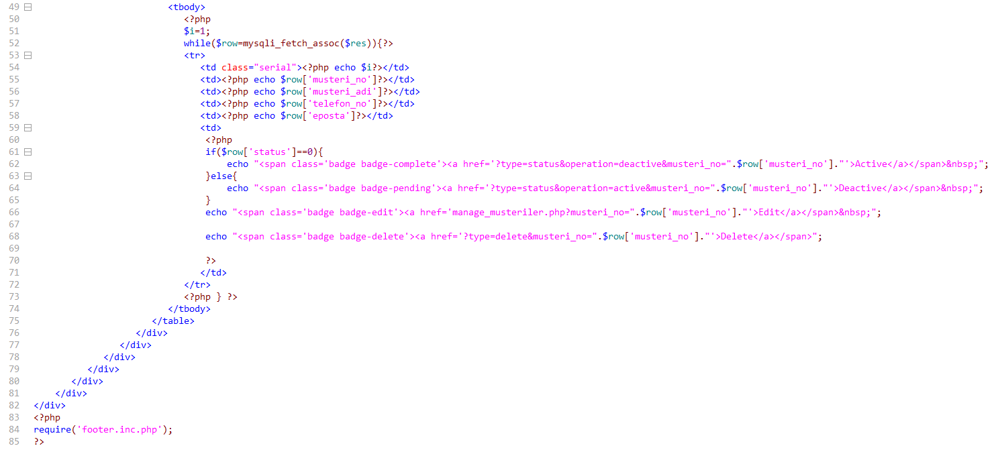 49 <tbody>
50 <?php
51 $i=1;
52 while($row=mysqli_fetch_assoc($res)){?>
53 <tr>
54 <td class="serial"><?php echo $i?></td>
55 <td><?php echo $row['musteri_no']?></td>
56 <td><?php echo $row['musteri_adi']?></td>
57 <td><?php echo $row['telefon_no']?></td>
58 <td><?php echo $row['eposta']?></td>
59 <td>
60 <?php
61 if($row['status']==0){
62 echo "<span class='badge badge-complete'><a href='?type=status&operation=deactive&musteri_no=".$row['musteri_no']."'>Active</a></span>&nbsp;";
63 }else{
64 echo "<span class='badge badge-pending'><a href='?type=status&operation=active&musteri_no=".$row['musteri_no']."'>Deactive</a></span>&nbsp;";
65 }
66 echo "<span class='badge badge-edit'><a href='manage_musteriler.php?musteri_no=".$row['musteri_no']."'>Edit</a></span>&nbsp;";
67
68 echo "<span class='badge badge-delete'><a href='?type=delete&musteri_no=".$row['musteri_no']."'>Delete</a></span>";
69
70 ?>
71 </td>
72 </tr>
73 <?php } ?>
74 </tbody>
75 </table>
76 </div>
77 </div>
78 </div>
79 </div>
80 </div>
81 </div>
82 </div>
83 <?php
84 require('footer.inc.php');
85 ?>